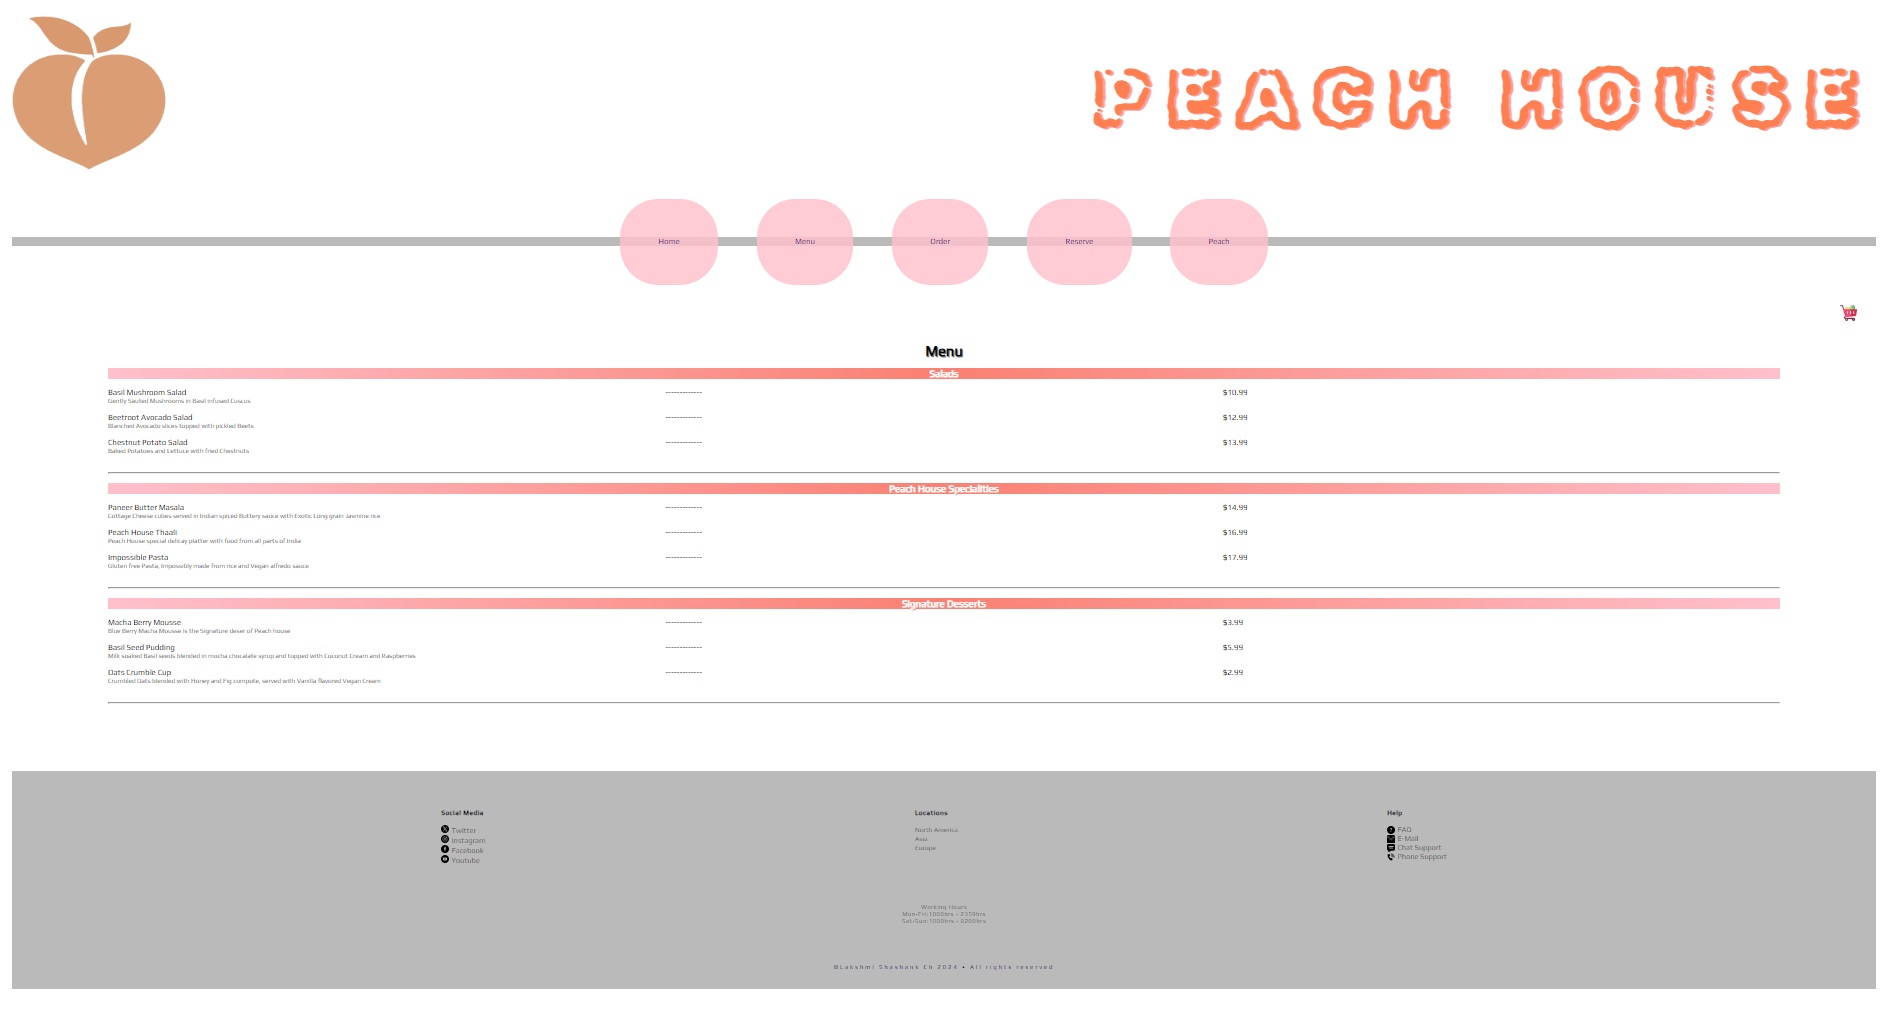 PEACH HOUSE
Home Menu Order Reserve Peach
Menu
Salads
Basil Mushroom Salad ------------- $10.99
Gently Sauted Mushrooms in Basil infused Cuscus
Beetroot Avocado Salad ------------- $12.99
Blanched Avocado slices topped with pickled Beets
Chestnut Potato Salad ------------- $13.99
Baked Potatoes and Lettuce with fried Chestnuts
Peach House Specialities
Paneer Butter Masala ------------- $14.99
Cottage Cheese cubes served in Indian spiced Buttery sauce with Exotic Long grain Jasmine rice
Peach House Thaali ------------- $16.99
Peach House special delicay platter with food from all parts of India
Impossible Pasta ------------- $17.99
Gluten free Pasta, Impossibly made from rice and Vegan alfredo sauce
Signature Desserts
Macha Berry Mousse ------------- $3.99
Blue Berry Macha Mousse is the Signature deser of Peach house
Basil Seed Pudding ------------- $5.99
Milk soaked Basil seeds blended in mocha chocalate syrup and topped with Coconut Cream and Raspberries
Oats Crumble Cup ------------- $2.99
Crumbled Oats blended with Honey and Fig compote, served with Vanilla flavored Vegan Cream
Social Media
Twitter
Instagram
Facebook
Youtube
Locations
North America
Asia
Europe
Help
FAQ
E-Mail
Chat Support
Phone Support
Working Hours
Mon-Fri:1000hrs - 2359hrs
Sat-Sun:1000hrs - 0200hrs
©Lakshmi Shashank Ch 2024 • All rights reserved